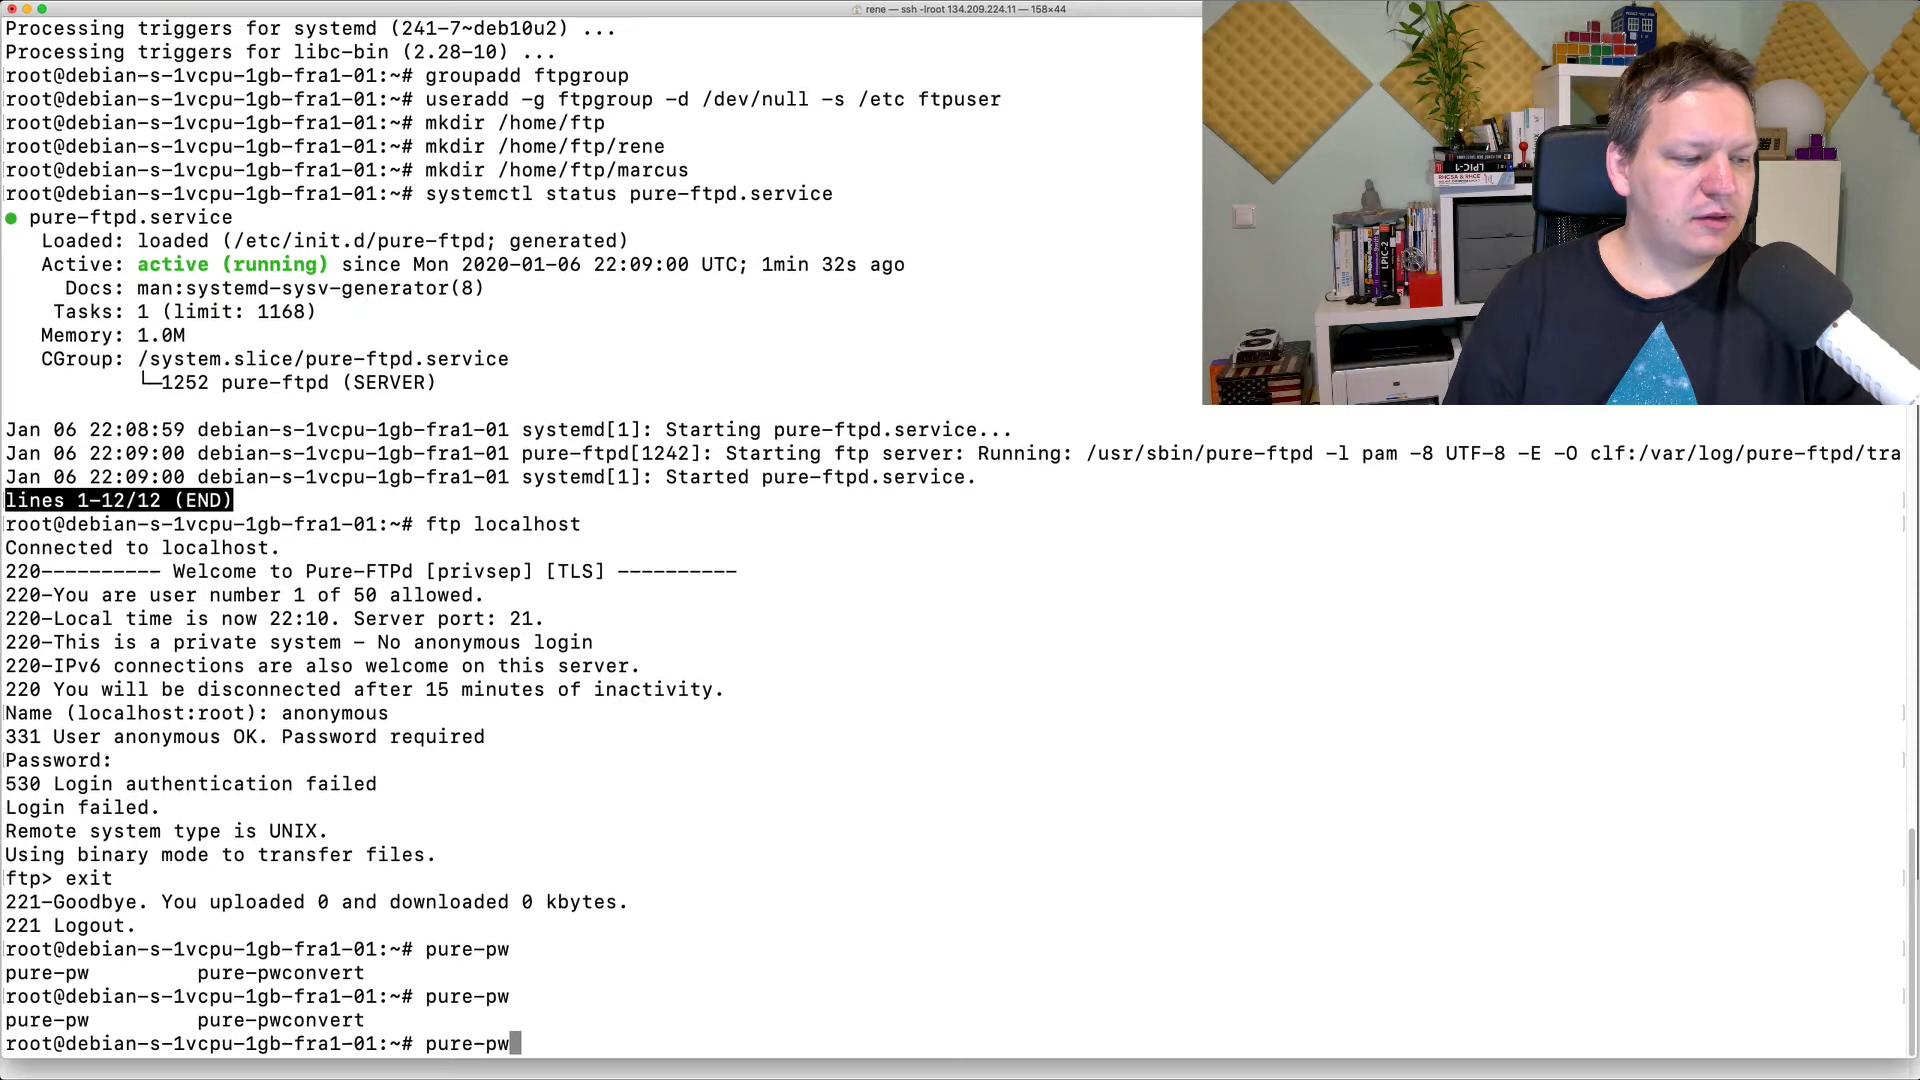 rene — ssh -lroot 134.209.224.11 — 158×44
Processing triggers for systemd (241-7~deb10u2) ...
Processing triggers for libc-bin (2.28-10) ...
root@debian-s-1vcpu-1gb-fra1-01:~# groupadd ftpgroup
root@debian-s-1vcpu-1gb-fra1-01:~# useradd -g ftpgroup -d /dev/null -s /etc ftpuser
root@debian-s-1vcpu-1gb-fra1-01:~# mkdir /home/ftp
root@debian-s-1vcpu-1gb-fra1-01:~# mkdir /home/ftp/rene
root@debian-s-1vcpu-1gb-fra1-01:~# mkdir /home/ftp/marcus
root@debian-s-1vcpu-1gb-fra1-01:~# systemctl status pure-ftpd.service
● pure-ftpd.service
Loaded: loaded (/etc/init.d/pure-ftpd; generated)
Active: active (running) since Mon 2020-01-06 22:09:00 UTC; 1min 32s ago
Docs: man:systemd-sysv-generator(8)
Tasks: 1 (limit: 1168)
Memory: 1.0M
CGroup: /system.slice/pure-ftpd.service
└─1252 pure-ftpd (SERVER)
Jan 06 22:08:59 debian-s-1vcpu-1gb-fra1-01 systemd[1]: Starting pure-ftpd.service...
Jan 06 22:09:00 debian-s-1vcpu-1gb-fra1-01 pure-ftpd[1242]: Starting ftp server: Running: /usr/sbin/pure-ftpd -l pam -8 UTF-8 -E -O clf:/var/log/pure-ftpd/tra
Jan 06 22:09:00 debian-s-1vcpu-1gb-fra1-01 systemd[1]: Started pure-ftpd.service.
lines 1-12/12 (END)
root@debian-s-1vcpu-1gb-fra1-01:~# ftp localhost
Connected to localhost.
220---------- Welcome to Pure-FTPd [privsep] [TLS] ----------
220-You are user number 1 of 50 allowed.
220-Local time is now 22:10. Server port: 21.
220-This is a private system - No anonymous login
220-IPv6 connections are also welcome on this server.
220 You will be disconnected after 15 minutes of inactivity.
Name (localhost:root): anonymous
331 User anonymous OK. Password required
Password:
530 Login authentication failed
Login failed.
Remote system type is UNIX.
Using binary mode to transfer files.
ftp> exit
221-Goodbye. You uploaded 0 and downloaded 0 kbytes.
221 Logout.
root@debian-s-1vcpu-1gb-fra1-01:~# pure-pw
pure-pw pure-pwconvert
root@debian-s-1vcpu-1gb-fra1-01:~# pure-pw
pure-pw pure-pwconvert
root@debian-s-1vcpu-1gb-fra1-01:~# pure-pw
LPIC-1
RHCSA & RHCE
LPIC-2